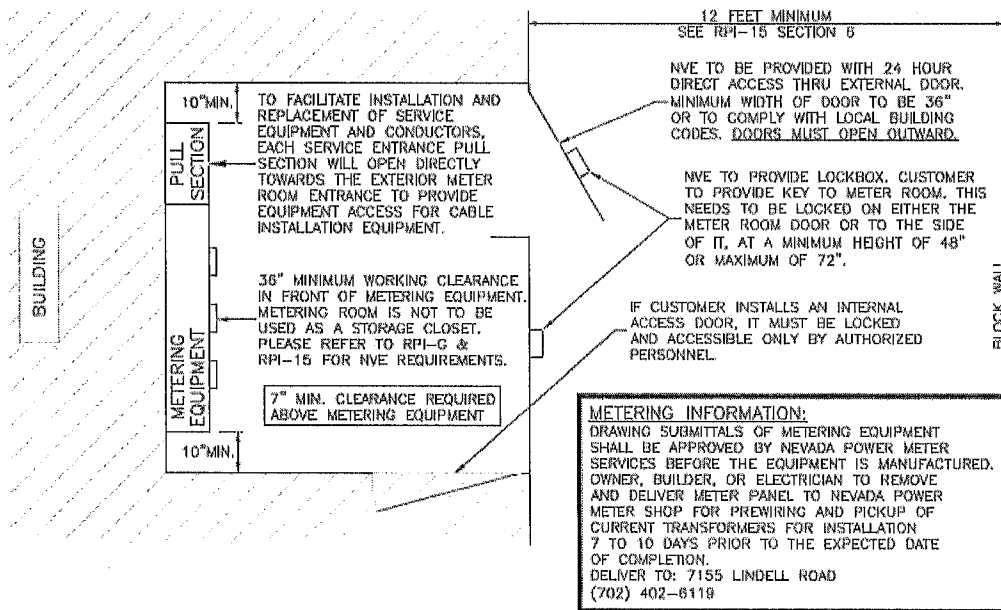 12 FEET MINIMUM
SEE RPI-15 SECTION 6
NVE TO BE PROVIDED WITH 24 HOUR
DIRECT ACCESS THRU EXTERNAL DOOR.
MINIMUM WIDTH OF DOOR TO BE 36"
OR TO COMPLY WITH LOCAL BUILDING
CODES. DOORS MUST OPEN OUTWARD.
10"MIN.
TO FACILITATE INSTALLATION AND
REPLACEMENT OF SERVICE
EQUIPMENT AND CONDUCTORS,
EACH SERVICE ENTRANCE PULL
SECTION WILL OPEN DIRECTLY
TOWARDS THE EXTERIOR METER
ROOM ENTRANCE TO PROVIDE
EQUIPMENT ACCESS FOR CABLE
INSTALLATION EQUIPMENT.
PULL
SECTION
NVE TO PROVIDE LOCKBOX. CUSTOMER
TO PROVIDE KEY TO METER ROOM. THIS
NEEDS TO BE LOCKED ON EITHER THE
METER ROOM DOOR OR TO THE SIDE
OF IT, AT A MINIMUM HEIGHT OF 48"
OR MAXIMUM OF 72".
BUILDING
36" MINIMUM WORKING CLEARANCE
IN FRONT OF METERING EQUIPMENT.
METERING ROOM IS NOT TO BE
USED AS A STORAGE CLOSET.
PLEASE REFER TO RPI-G &
RPI-15 FOR NVE REQUIREMENTS.
METERING
EQUIPMENT
7" MIN. CLEARANCE REQUIRED
ABOVE METERING EQUIPMENT
10"MIN.
IF CUSTOMER INSTALLS AN INTERNAL
ACCESS DOOR, IT MUST BE LOCKED
AND ACCESSIBLE ONLY BY AUTHORIZED
PERSONNEL.
BLOCK WALL
METERING INFORMATION:
DRAWING SUBMITTALS OF METERING EQUIPMENT
SHALL BE APPROVED BY NEVADA POWER METER
SERVICES BEFORE THE EQUIPMENT IS MANUFACTURED.
OWNER, BUILDER, OR ELECTRICIAN TO REMOVE
AND DELIVER METER PANEL TO NEVADA POWER
METER SHOP FOR PREWIRING AND PICKUP OF
CURRENT TRANSFORMERS FOR INSTALLATION
7 TO 10 DAYS PRIOR TO THE EXPECTED DATE
OF COMPLETION.
DELIVER TO: 7155 LINDELL ROAD
(702) 402-6119